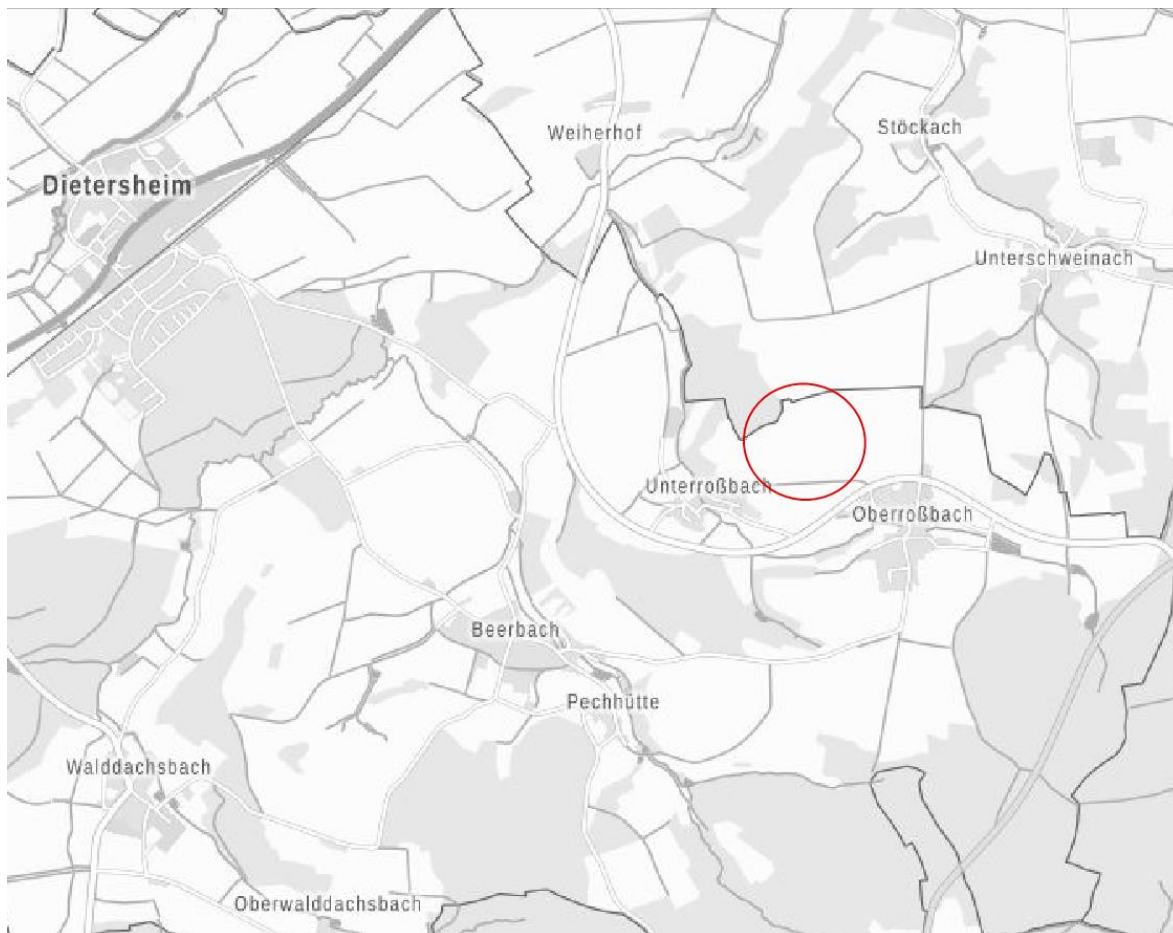 Weiherhof
Stöckach
Dietersheim
Unterschweinach
Unterroßbach
Oberroßbach
Beerbach
Pechhütte
Walddachsbach
Oberwalddachsbach